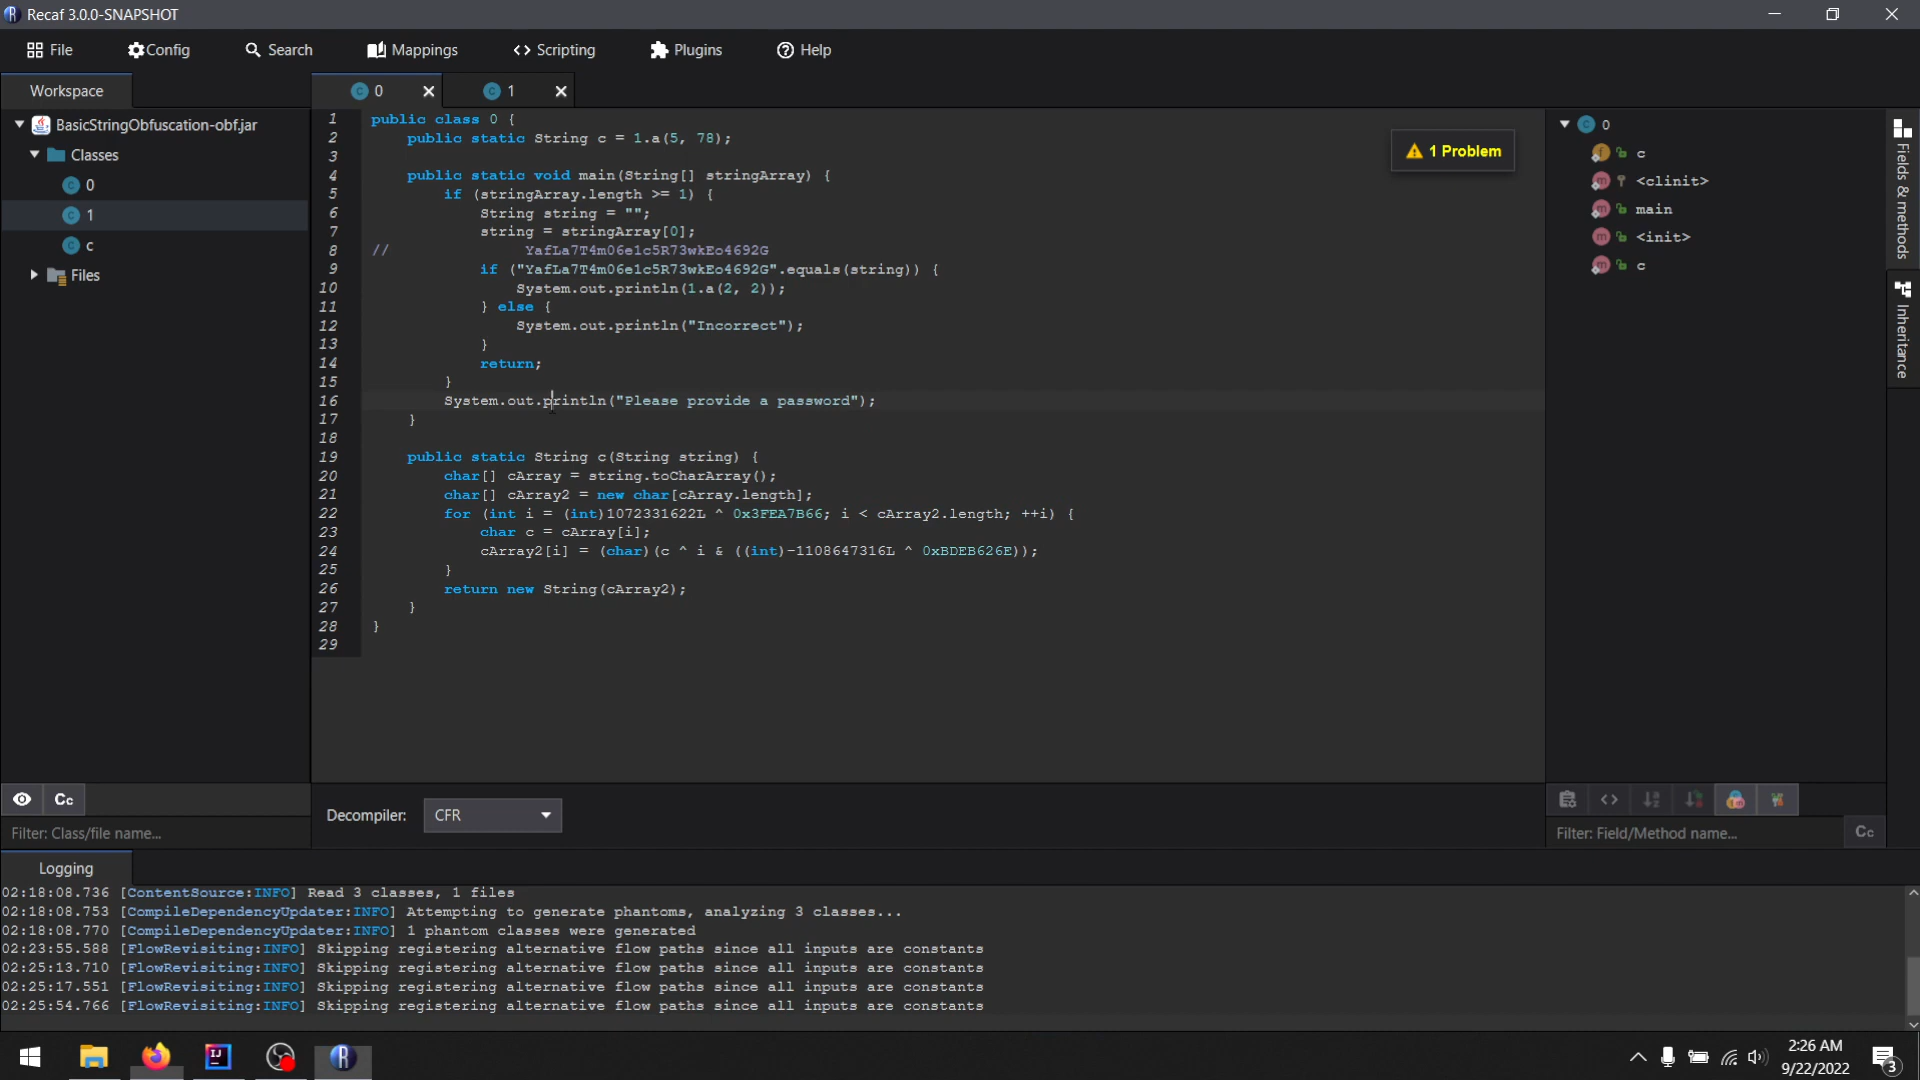 Recaf 3.0.0-SNAPSHOT
File Config Search Mappings Scripting Plugins Help
Workspace
0 1
BasicStringObfuscation-obf.jar
Classes
0
1
c
Files
1 public class 0 {
2 public static String c = 1.a(5, 78);
3
4 public static void main(String[] stringArray) {
5 if (stringArray.length >= 1) {
6 String string = "";
7 string = stringArray[0];
8 // YafLa7T4m06e1c5R73wkEo4692G
9 if ("YafLa7T4m06e1c5R73wkEo4692G".equals(string)) {
10 System.out.println(1.a(2, 2));
11 } else {
12 System.out.println("Incorrect");
13 }
14 return;
15 }
16 System.out.println("Please provide a password");
17 }
18
19 public static String c(String string) {
20 char[] cArray = string.toCharArray();
21 char[] cArray2 = new char[cArray.length];
22 for (int i = (int)1072331622L ^ 0x3FEA7B66; i < cArray2.length; ++i) {
23 char c = cArray[i];
24 cArray2[i] = (char)(c ^ i & ((int)-1108647316L ^ 0xBDEB626E));
25 }
26 return new String(cArray2);
27 }
28 }
29
1 Problem
0
c
<clinit>
main
<init>
c
Fields & methods
Inheritance
Cc
Filter: Class/file name...
Decompiler: CFR
Filter: Field/Method name...
Cc
Logging
02:18:08.736 [ContentSource:INFO] Read 3 classes, 1 files
02:18:08.753 [CompileDependencyUpdater:INFO] Attempting to generate phantoms, analyzing 3 classes...
02:18:08.770 [CompileDependencyUpdater:INFO] 1 phantom classes were generated
02:23:55.588 [FlowRevisiting:INFO] Skipping registering alternative flow paths since all inputs are constants
02:25:13.710 [FlowRevisiting:INFO] Skipping registering alternative flow paths since all inputs are constants
02:25:17.551 [FlowRevisiting:INFO] Skipping registering alternative flow paths since all inputs are constants
02:25:54.766 [FlowRevisiting:INFO] Skipping registering alternative flow paths since all inputs are constants
2:26 AM
9/22/2022
3